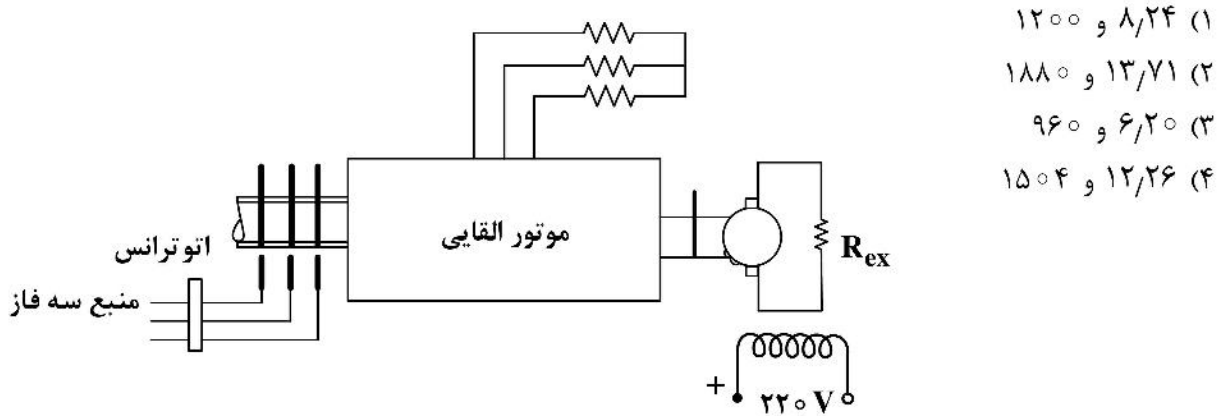 ۱) ۸٫۲۴ و ۱۲۰۰
۲) ۱۳٫۷۱ و ۱۸۸۰
۳) ۶٫۲۰ و ۹۶۰
۴) ۱۲٫۲۶ و ۱۵۰۴
موتور القایی
اتوترانس
منبع سه فاز
R_ex
+ ۲۲۰ V